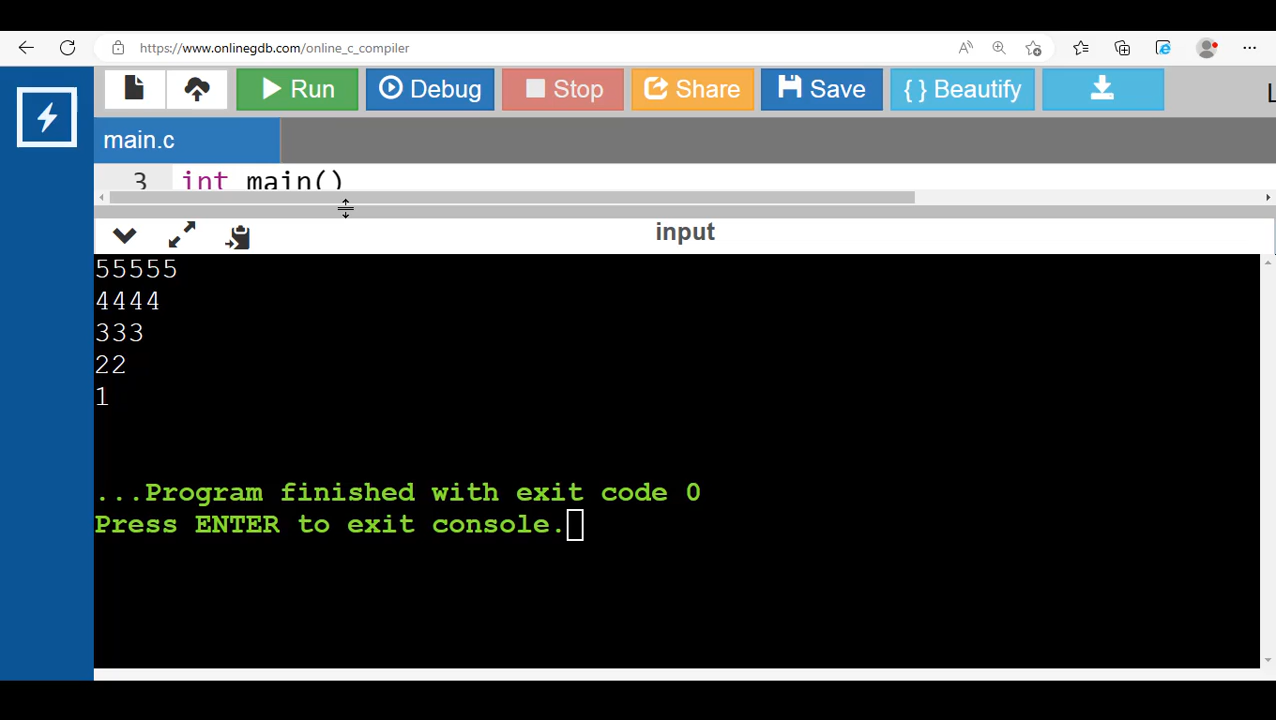 https://www.onlinegdb.com/online_c_compiler
Run Debug Stop Share Save { } Beautify
main.c
3 int main()
input
55555
4444
333
22
1
...Program finished with exit code 0
Press ENTER to exit console.